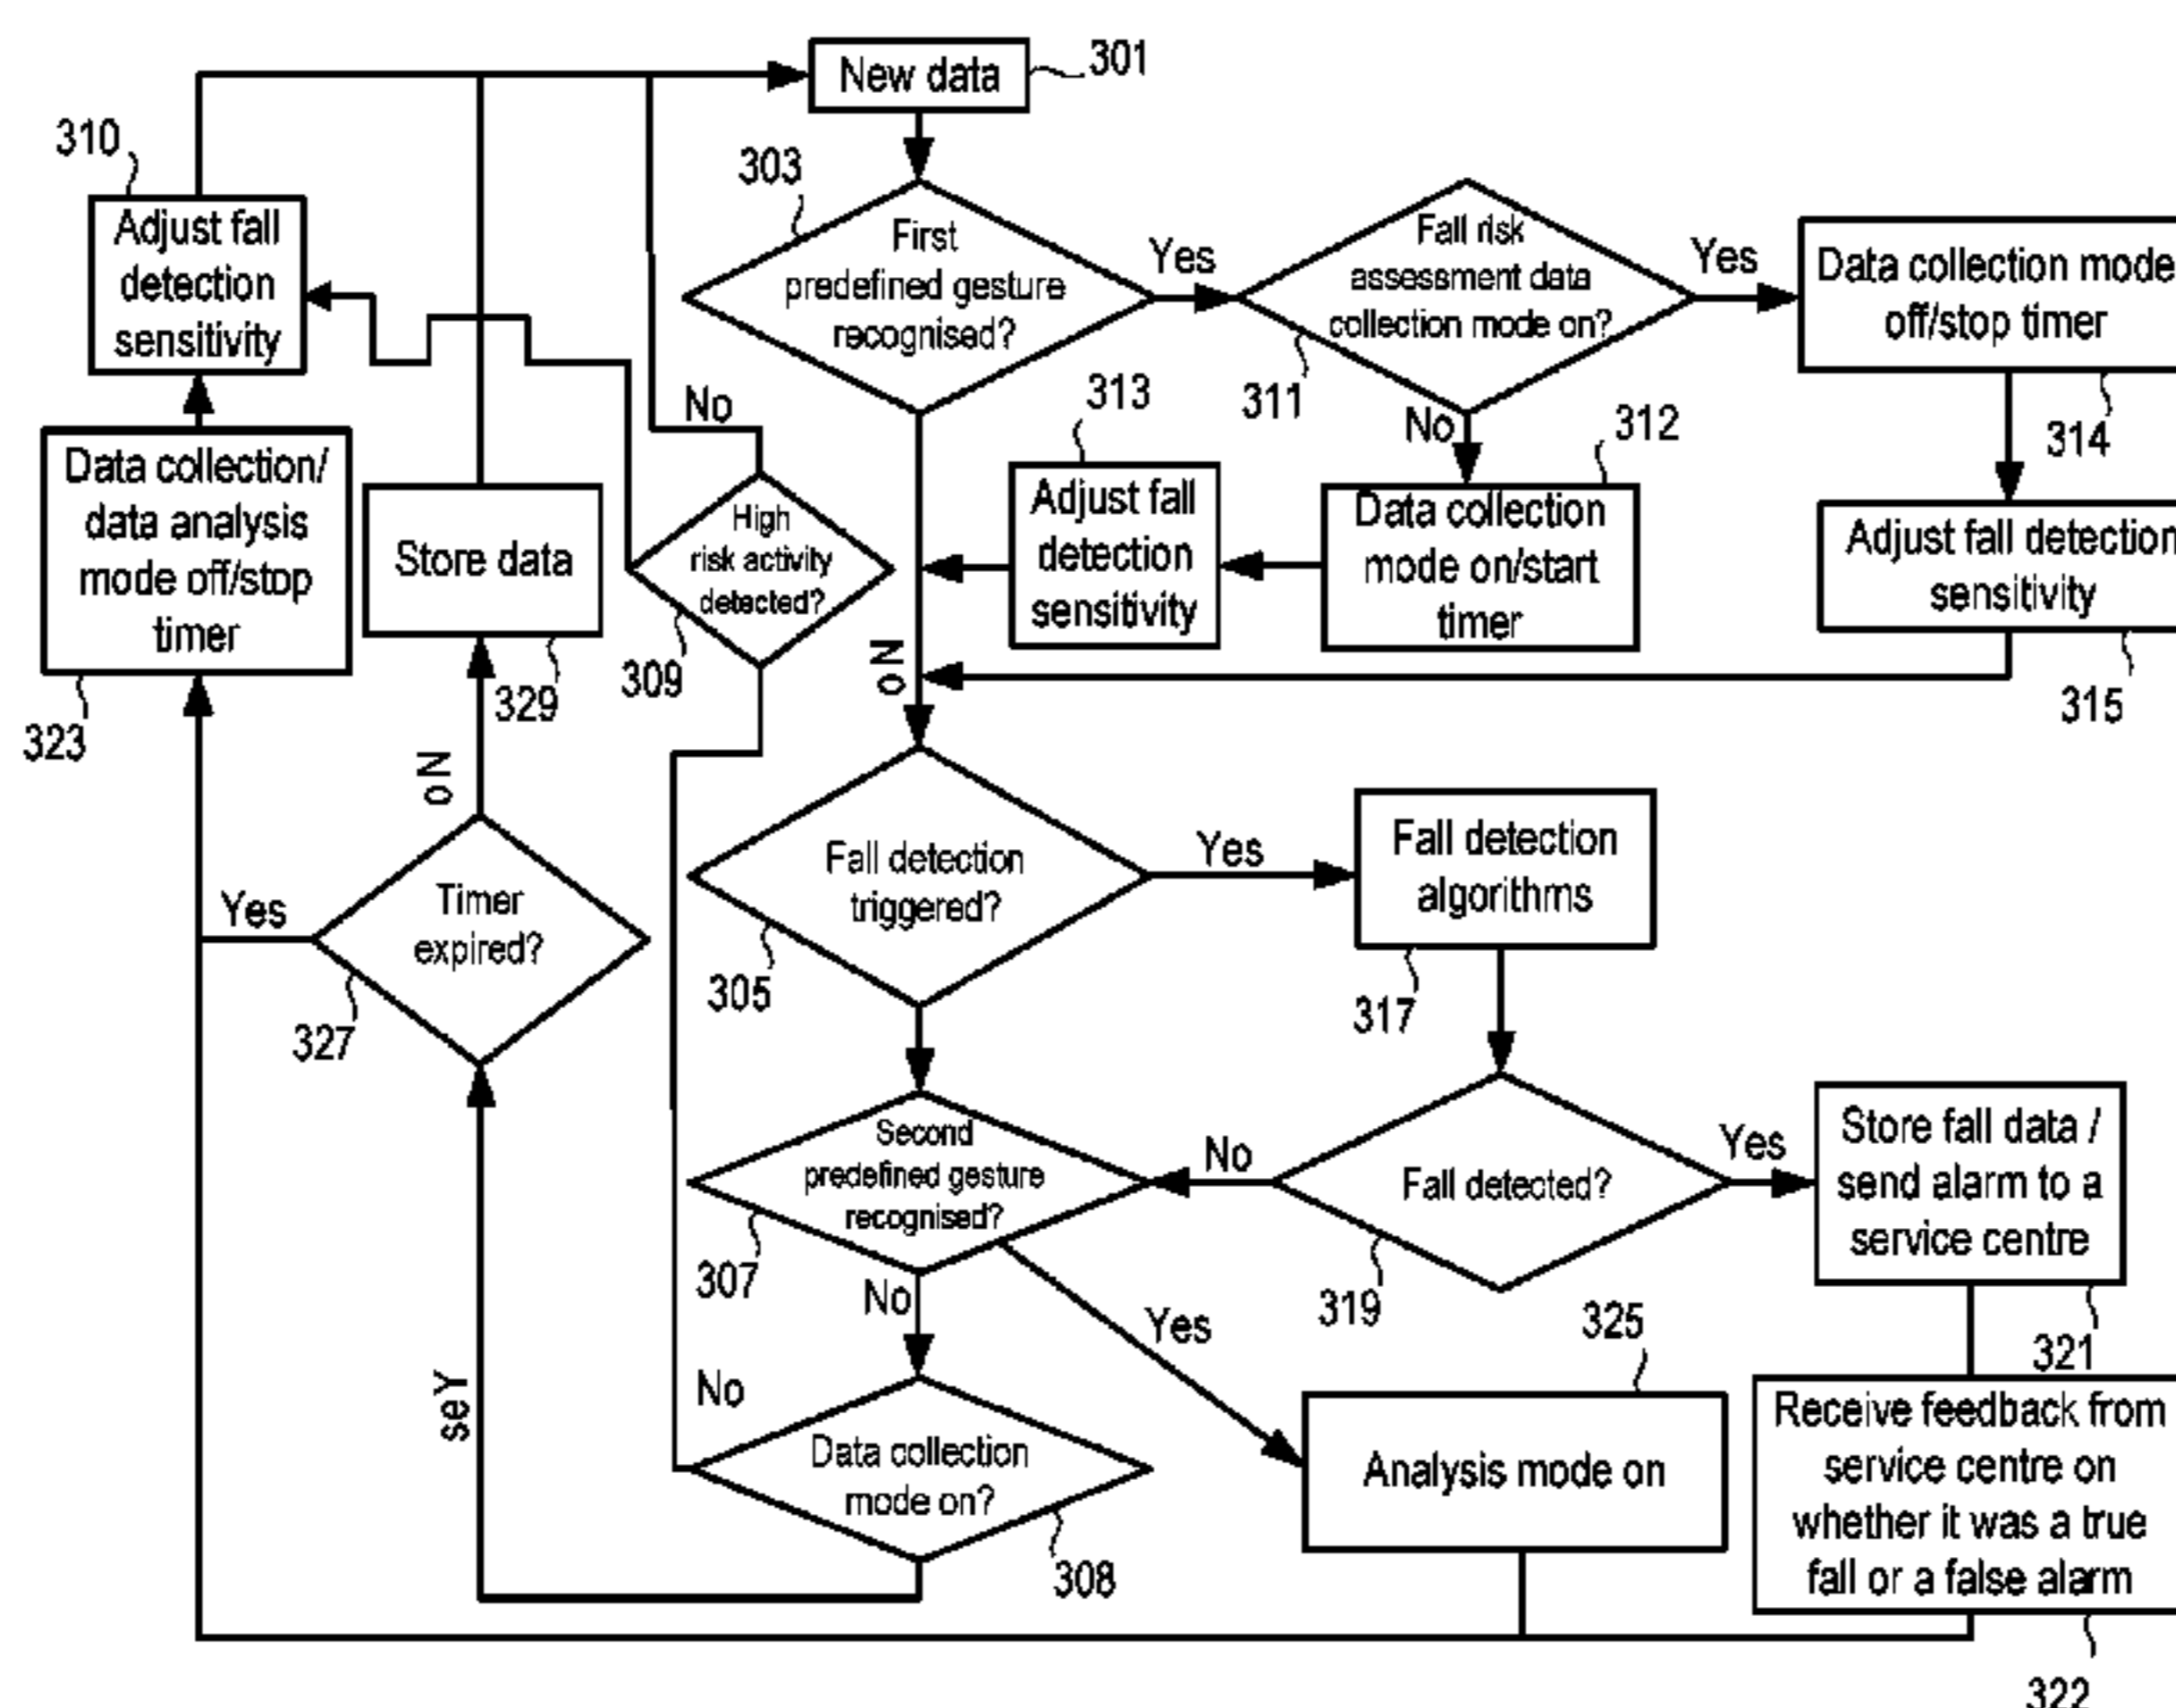 New data
301
310
303
Adjust fall
detection
sensitivity
First
predefined gesture
recognised?
Yes
Fall risk
assessment data
collection mode on?
311
Yes
Data collection mode
off/stop timer
314
No
No
313
312
Data collection/
data analysis
mode off/stop
timer
323
Store data
329
High
risk activity
detected?
309
Adjust fall
detection
sensitivity
Data collection
mode on/start
timer
Adjust fall detection
sensitivity
315
No
No
Yes
Timer
expired?
327
Fall detection
triggered?
305
Yes
Fall detection
algorithms
317
Second
predefined gesture
recognised?
307
No
Fall detected?
319
Yes
Store fall data /
send alarm to a
service centre
321
No
Yes
325
Yes
No
Data collection
mode on?
308
Analysis mode on
Receive feedback from
service centre on
whether it was a true
fall or a false alarm
322